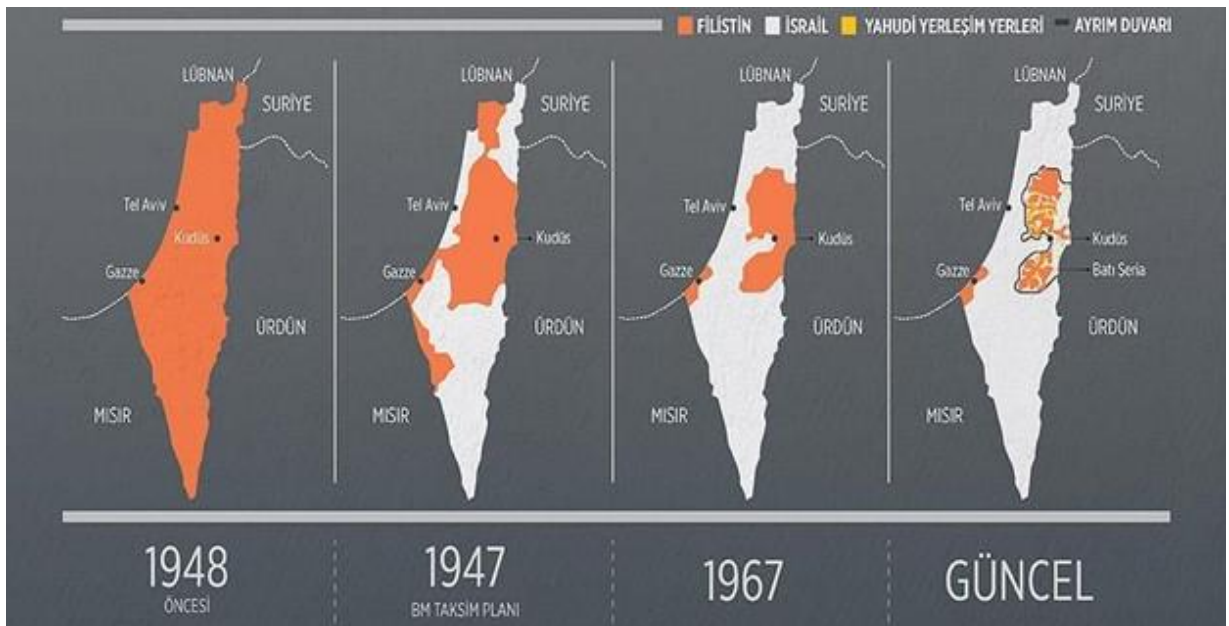 FİLİSTİN İSRAİL YAHUDİ YERLEŞİM YERLERİ AYRIM DUVARI
LÜBNAN
SURİYE
Tel Aviv
Kudüs
Gazze
ÜRDÜN
MISIR
1948
ÖNCESİ
LÜBNAN
SURİYE
Tel Aviv
Kudüs
Gazze
ÜRDÜN
MISIR
1947
BM TAKSİM PLANI
LÜBNAN
SURİYE
Tel Aviv
Kudüs
Gazze
ÜRDÜN
MISIR
1967
LÜBNAN
SURİYE
Tel Aviv
Kudüs
Gazze
Batı Şeria
ÜRDÜN
MISIR
GÜNCEL